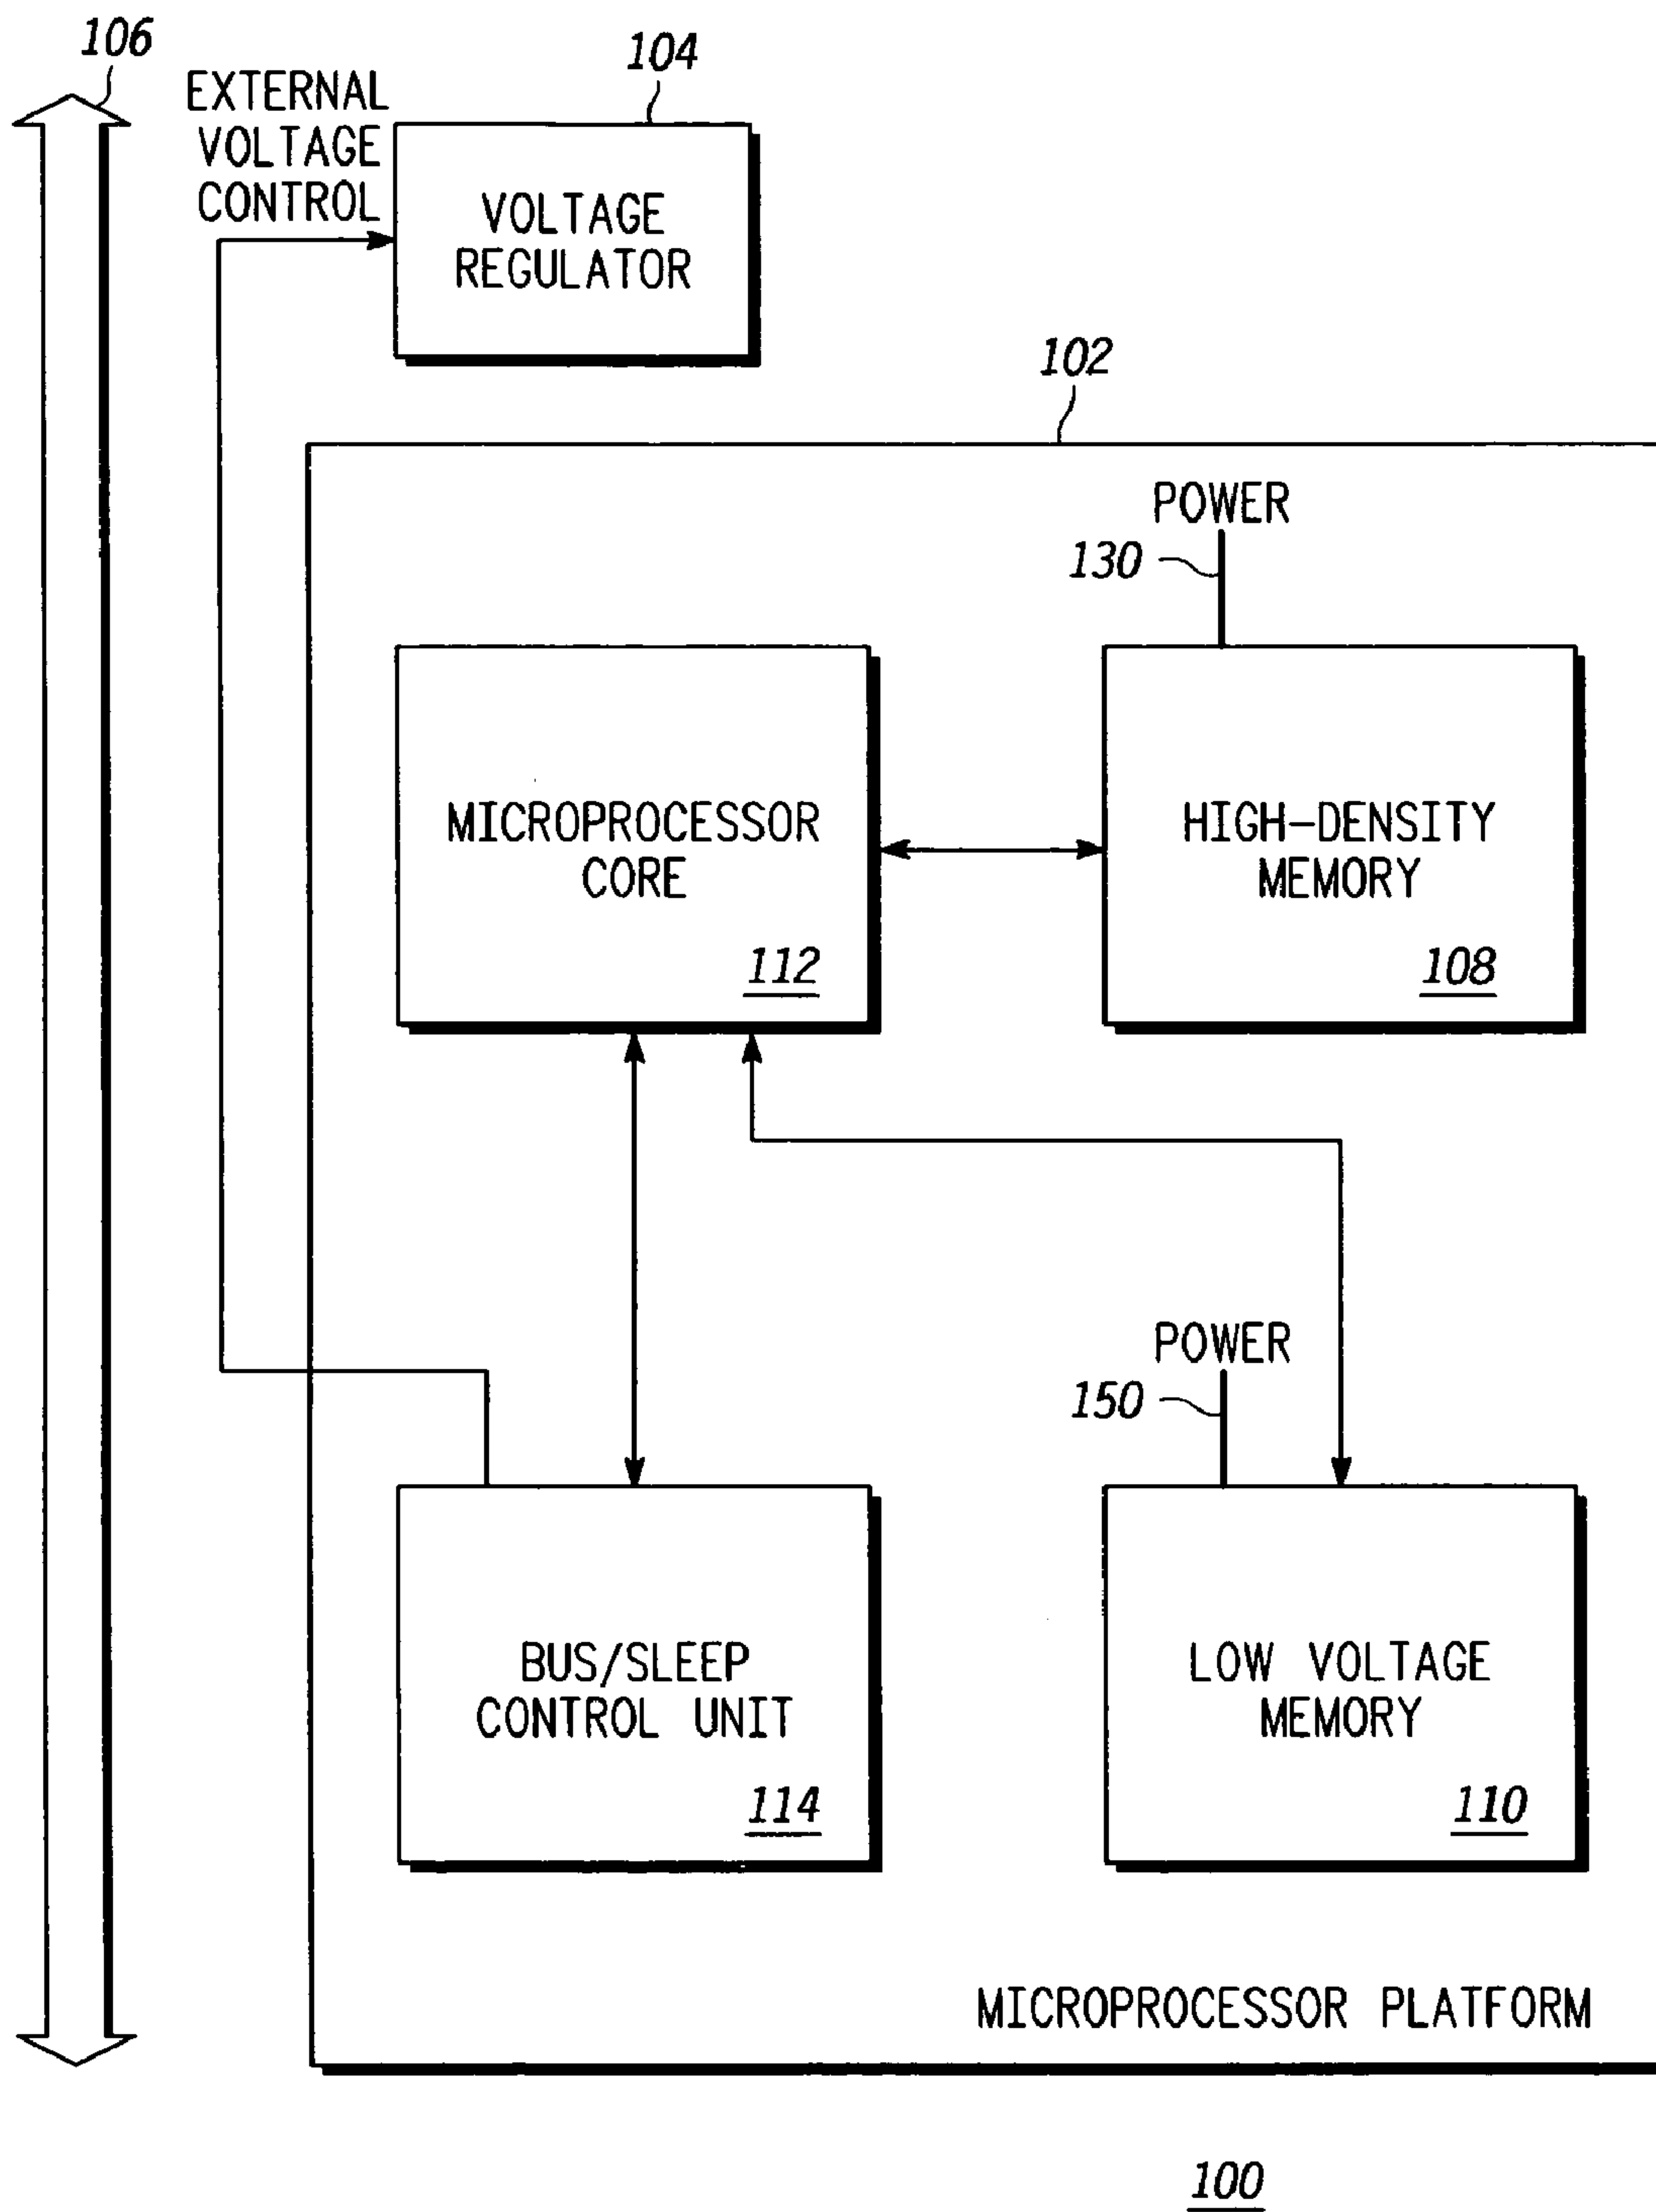 106
EXTERNAL
VOLTAGE
CONTROL
104
VOLTAGE
REGULATOR
102
POWER
130
MICROPROCESSOR
CORE
112
HIGH-DENSITY
MEMORY
108
POWER
150
BUS/SLEEP
CONTROL UNIT
114
LOW VOLTAGE
MEMORY
110
MICROPROCESSOR PLATFORM
100